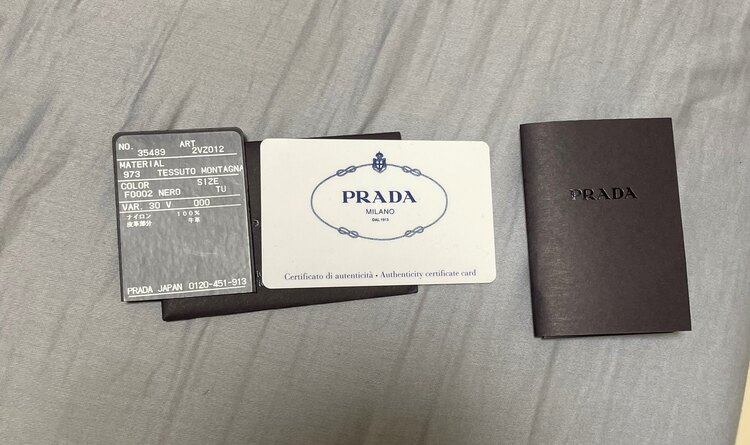 NO. 35489 ART 2VZ012
MATERIAL
973 TESSUTO MONTAGNA
COLOR SIZE
F0002 NERO TU
VAR. 30 V 000
ナイロン 100%
皮革部分 牛革
PRADA JAPAN 0120-451-913
PRADA
MILANO
DAL 1913
Certificato di autenticità • Authenticity certificate card
PRADA